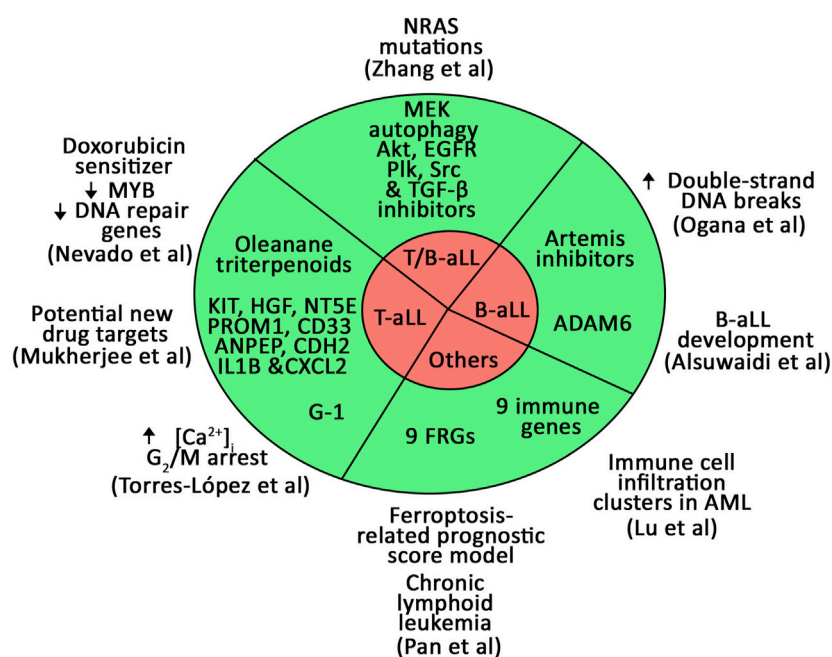 NRAS
mutations
(Zhang et al)
MEK
autophagy
Akt, EGFR
Plk, Src
& TGF-β
inhibitors
Doxorubicin
sensitizer
↓ MYB
↓ DNA repair
genes
(Nevado et al)
↑ Double-strand
DNA breaks
(Ogana et al)
Oleanane
triterpenoids
T/B-aLL
Artemis
inhibitors
KIT, HGF, NT5E
PROM1, CD33
ANPEP, CDH2
IL1B &CXCL2
T-aLL
B-aLL
ADAM6
Potential new
drug targets
(Mukherjee et al)
B-aLL
development
(Alsuwaidi et al)
Others
G-1
9 FRGs
9 immune
genes
↑ [Ca²⁺]ᵢ
G₂/M arrest
(Torres-López et al)
Immune cell
infiltration
clusters in AML
(Lu et al)
Ferroptosis-
related prognostic
score model
Chronic
lymphoid
leukemia
(Pan et al)